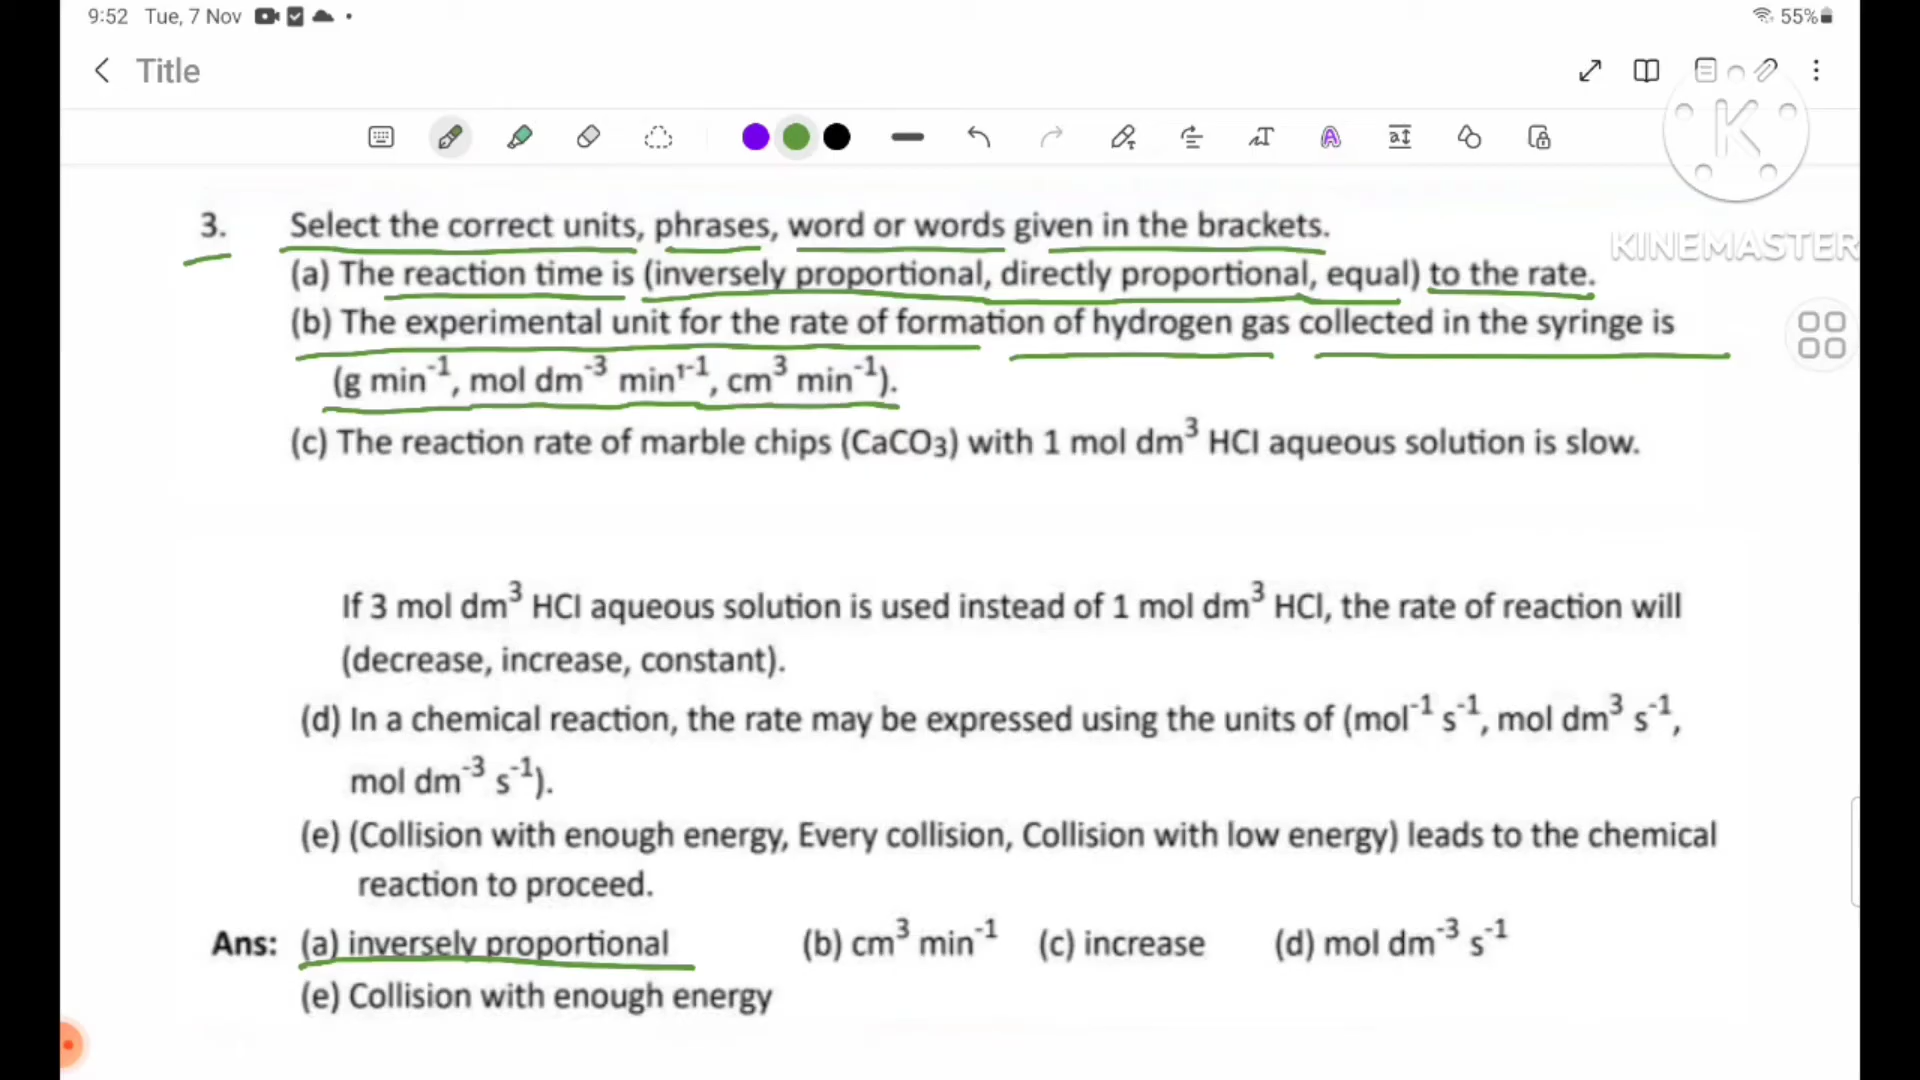 9:52 Tue, 7 Nov
55%
Title
K
KINEMASTER
3. Select the correct units, phrases, word or words given in the brackets.
(a) The reaction time is (inversely proportional, directly proportional, equal) to the rate.
(b) The experimental unit for the rate of formation of hydrogen gas collected in the syringe is
(g min⁻¹, mol dm⁻³ min¹⁻¹, cm³ min⁻¹).
(c) The reaction rate of marble chips (CaCO₃) with 1 mol dm³ HCl aqueous solution is slow.
If 3 mol dm³ HCl aqueous solution is used instead of 1 mol dm³ HCl, the rate of reaction will
(decrease, increase, constant).
(d) In a chemical reaction, the rate may be expressed using the units of (mol⁻¹ s⁻¹, mol dm³ s⁻¹,
mol dm⁻³ s⁻¹).
(e) (Collision with enough energy, Every collision, Collision with low energy) leads to the chemical
reaction to proceed.
Ans: (a) inversely proportional (b) cm³ min⁻¹ (c) increase (d) mol dm⁻³ s⁻¹
(e) Collision with enough energy